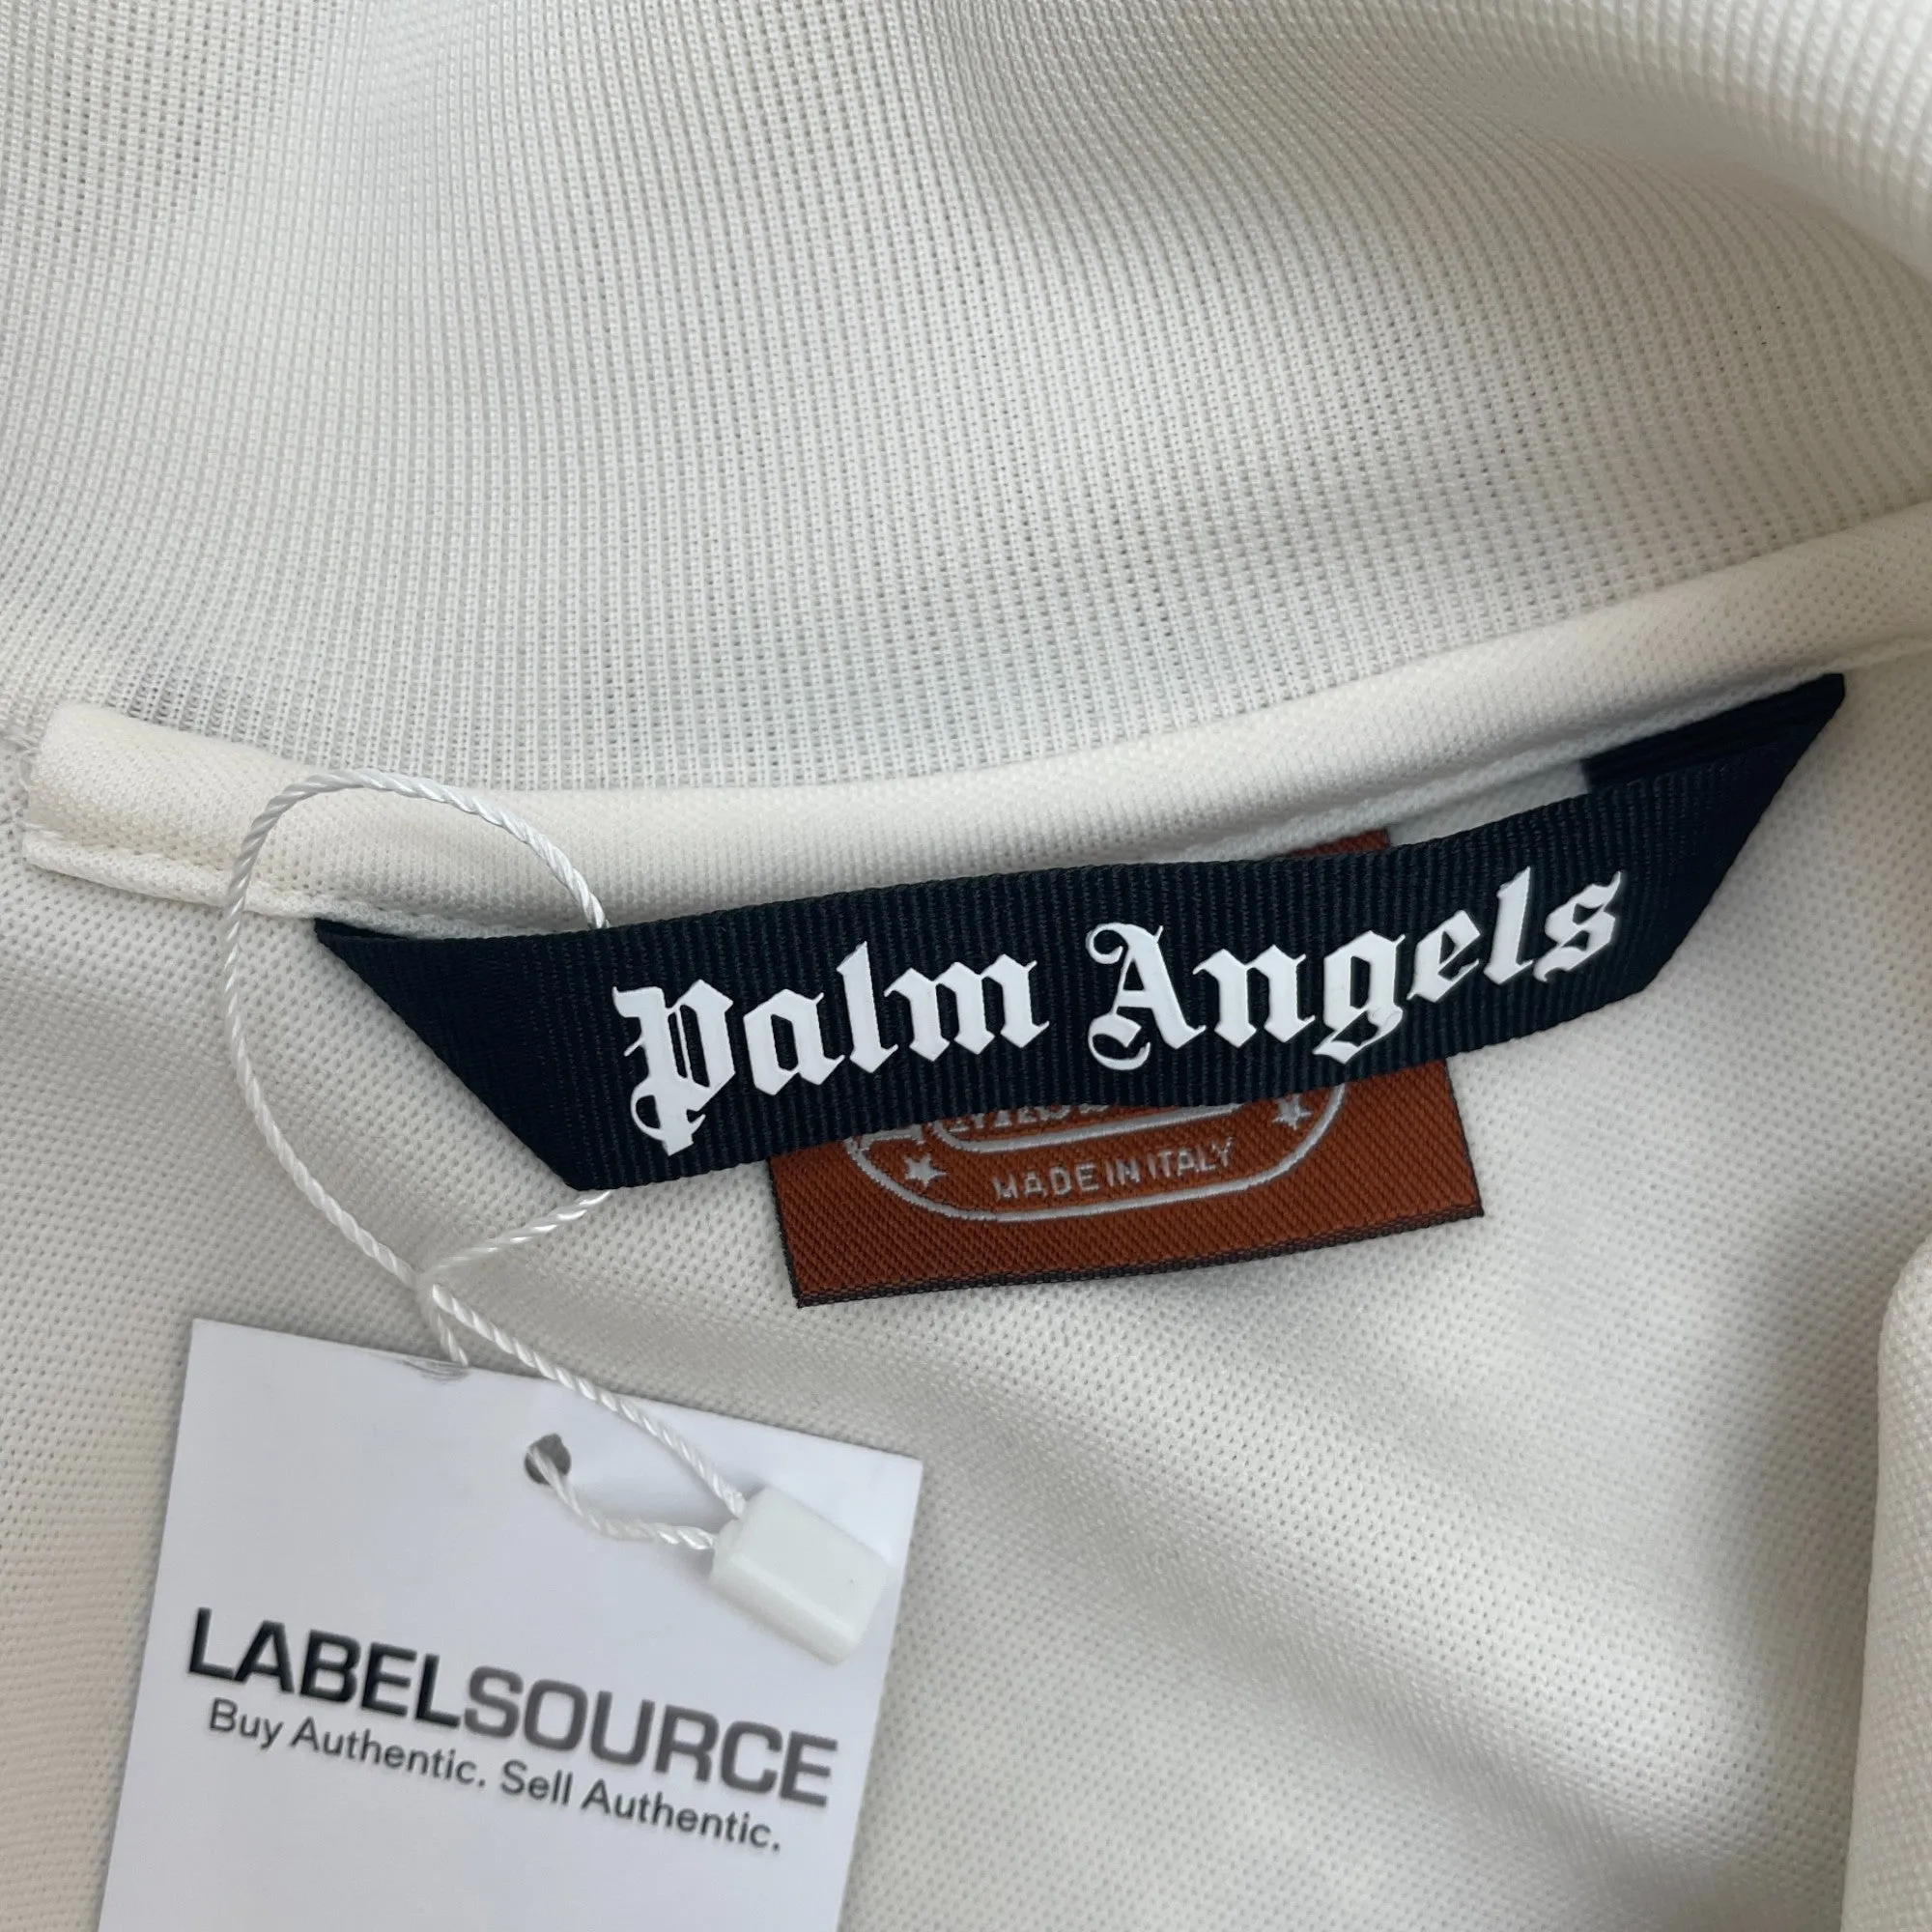 Palm Angels
MADE IN ITALY
LABELSOURCE
Buy Authentic. Sell Authentic.